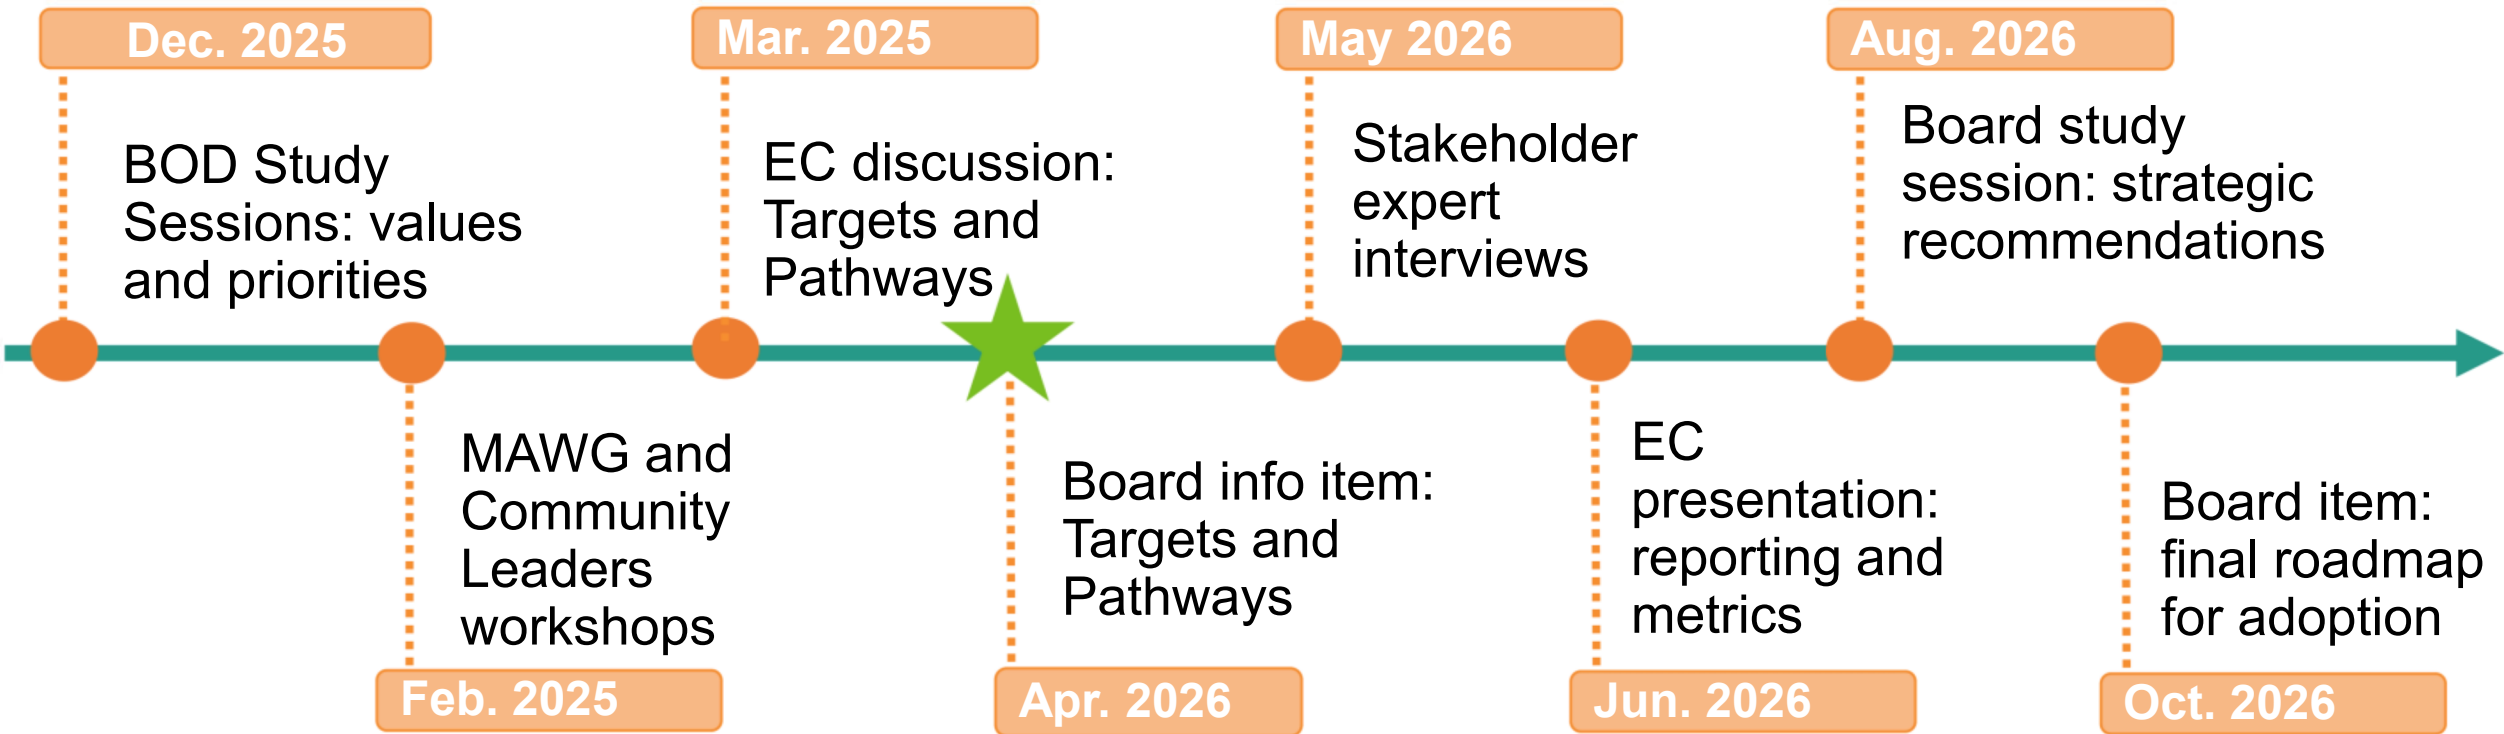 Dec. 2025
BOD Study
Sessions: values
and priorities
MAWG and
Community
Leaders
workshops
Feb. 2025
Mar. 2025
EC discussion:
Targets and
Pathways
Board info item:
Targets and
Pathways
Apr. 2026
May 2026
Stakeholder
expert
interviews
EC
presentation:
reporting and
metrics
Jun. 2026
Aug. 2026
Board study
session: strategic
recommendations
Board item:
final roadmap
for adoption
Oct. 2026